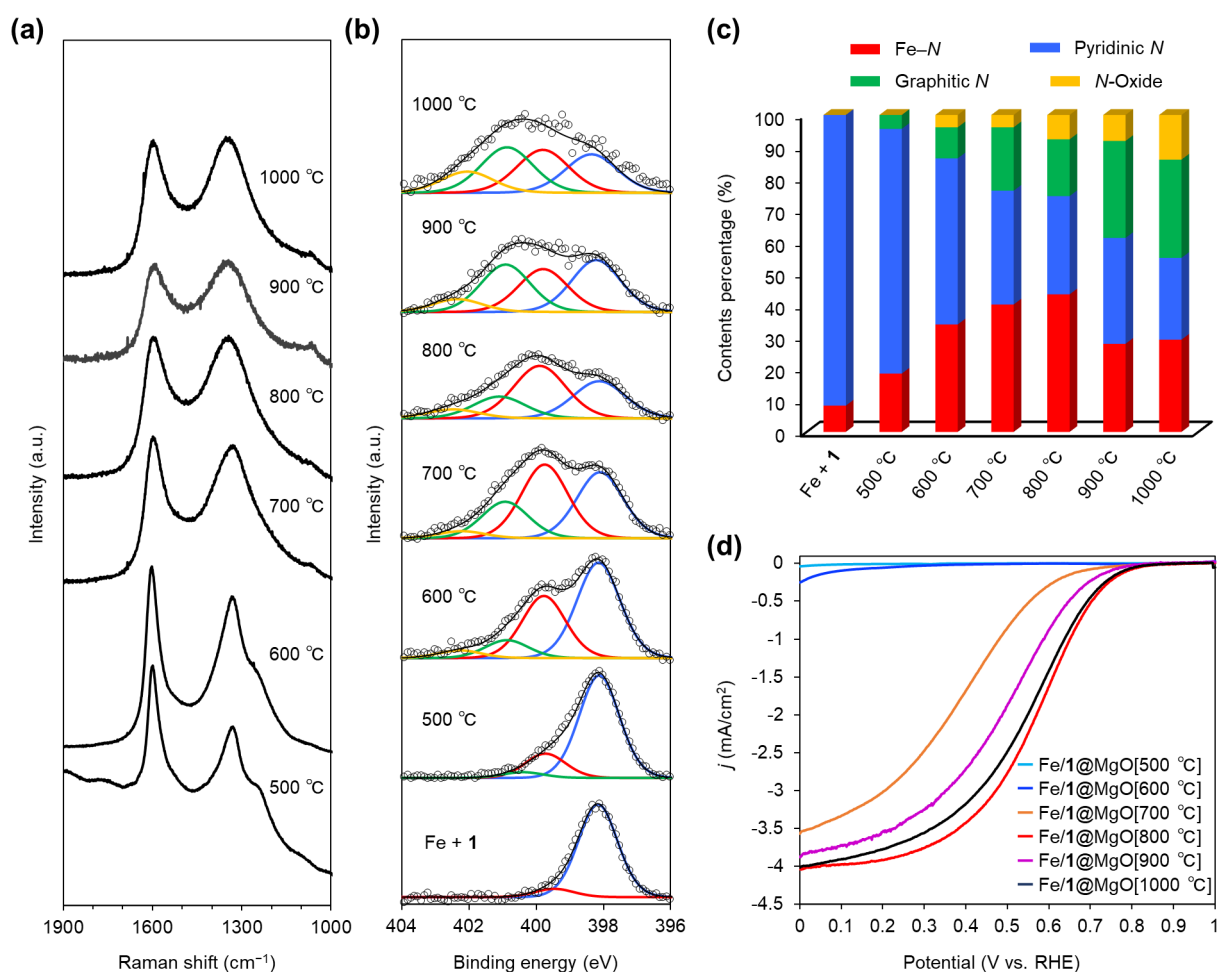 (a)
1000 ℃
900 ℃
800 ℃
700 ℃
600 ℃
500 ℃
Intensity (a.u.)
1900 1600 1300 1000
Raman shift (cm⁻¹)
(b)
1000 ℃
900 ℃
800 ℃
700 ℃
600 ℃
500 ℃
Fe + 1
Intensity (a.u.)
404 402 400 398 396
Binding energy (eV)
(c)
Fe–N
Pyridinic N
Graphitic N
N-Oxide
Contents percentage (%)
100
90
80
70
60
50
40
30
20
10
0
Fe + 1
500 ℃
600 ℃
700 ℃
800 ℃
900 ℃
1000 ℃
(d)
j (mA/cm²)
0
-0.5
-1
-1.5
-2
-2.5
-3
-3.5
-4
-4.5
Fe/1@MgO[500 ℃]
Fe/1@MgO[600 ℃]
Fe/1@MgO[700 ℃]
Fe/1@MgO[800 ℃]
Fe/1@MgO[900 ℃]
Fe/1@MgO[1000 ℃]
0 0.1 0.2 0.3 0.4 0.5 0.6 0.7 0.8 0.9 1
Potential (V vs. RHE)